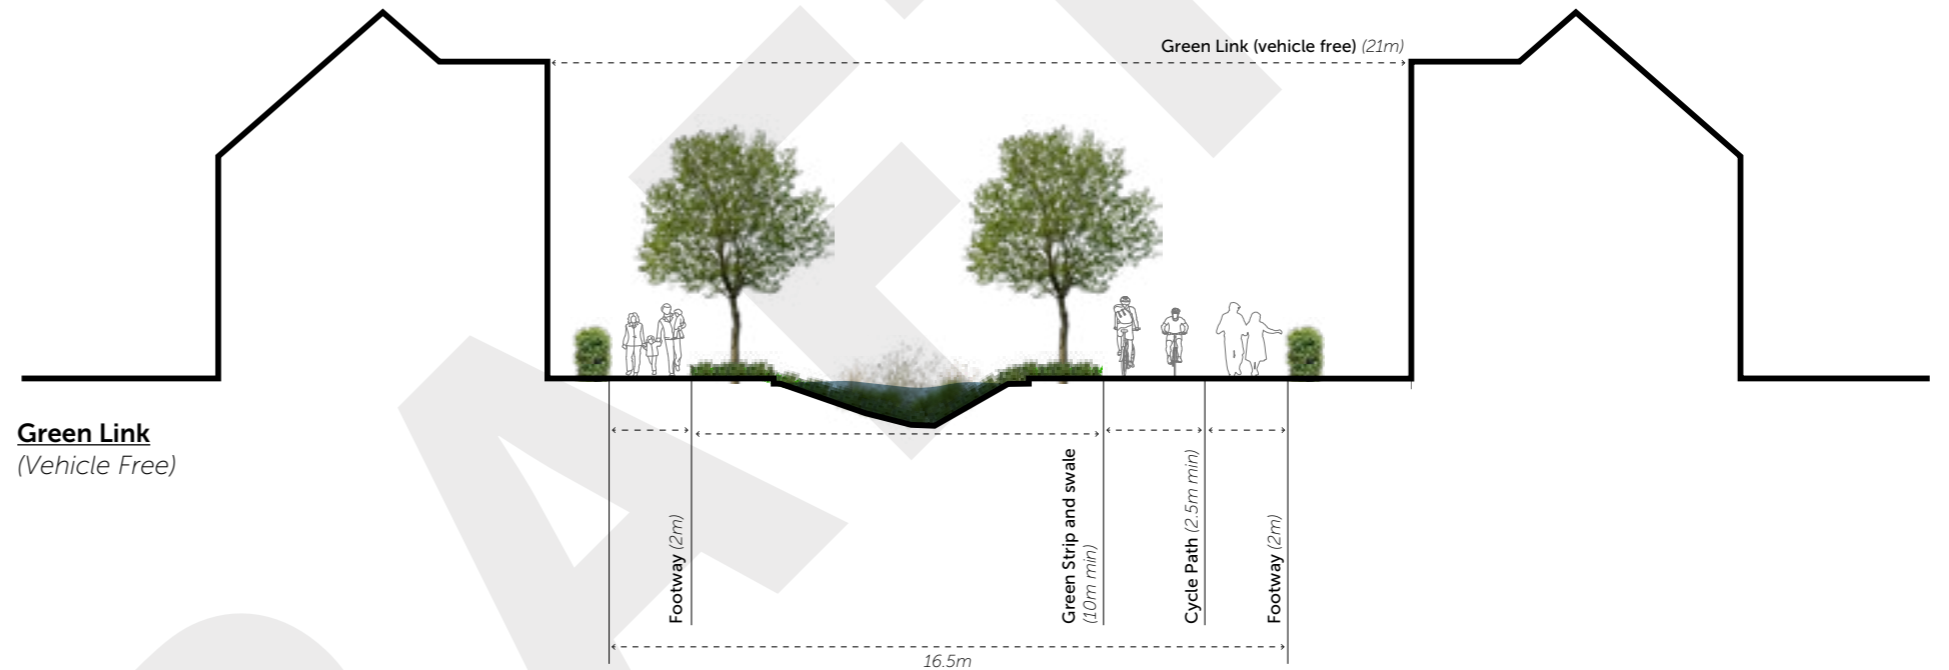 Green Link (vehicle free) (21m)
Green Link
(Vehicle Free)
Footway (2m)
Green Strip and swale
(10m min)
Cycle Path (2.5m min)
Footway (2m)
16.5m